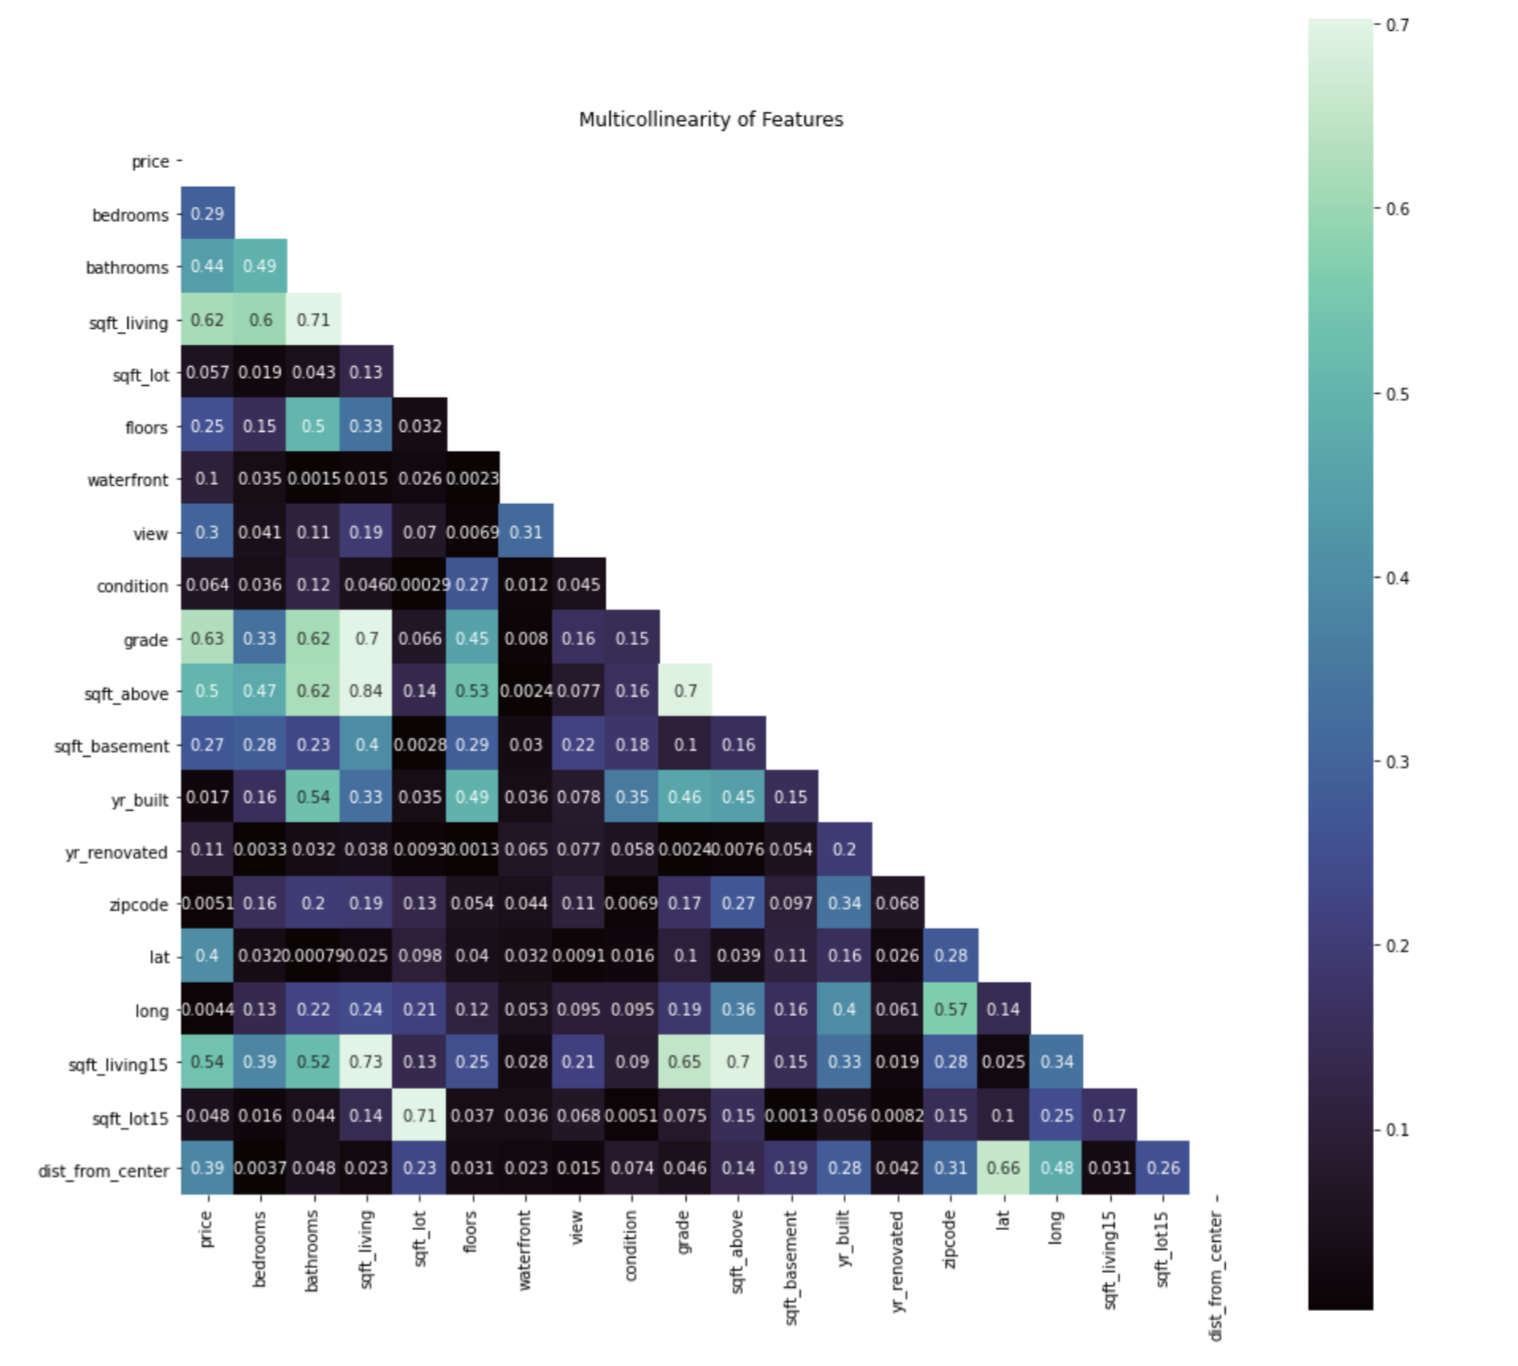 Multicollinearity of Features
0.7
0.6
0.5
0.4
0.3
0.2
0.1
price
bedrooms 0.29
bathrooms 0.44 0.49
sqft_living 0.62 0.6 0.71
sqft_lot 0.057 0.019 0.043 0.13
floors 0.25 0.15 0.5 0.33 0.032
waterfront 0.1 0.035 0.0015 0.015 0.026 0.0023
view 0.3 0.041 0.11 0.19 0.07 0.0069 0.31
condition 0.064 0.036 0.12 0.046 0.00029 0.27 0.012 0.045
grade 0.63 0.33 0.62 0.7 0.066 0.45 0.008 0.16 0.15
sqft_above 0.5 0.47 0.62 0.84 0.14 0.53 0.0024 0.077 0.16 0.7
sqft_basement 0.27 0.28 0.23 0.4 0.0028 0.29 0.03 0.22 0.18 0.1 0.16
yr_built 0.017 0.16 0.54 0.33 0.035 0.49 0.036 0.078 0.35 0.46 0.45 0.15
yr_renovated 0.11 0.0033 0.032 0.038 0.0093 0.0013 0.065 0.077 0.058 0.0024 0.0076 0.054 0.2
zipcode 0.0051 0.16 0.2 0.19 0.13 0.054 0.044 0.11 0.0069 0.17 0.27 0.097 0.34 0.068
lat 0.4 0.032 0.00079 0.025 0.098 0.04 0.032 0.0091 0.016 0.1 0.039 0.11 0.16 0.026 0.28
long 0.0044 0.13 0.22 0.24 0.21 0.12 0.053 0.095 0.095 0.19 0.36 0.16 0.4 0.061 0.57 0.14
sqft_living15 0.54 0.39 0.52 0.73 0.13 0.25 0.028 0.21 0.09 0.65 0.7 0.15 0.33 0.019 0.28 0.025 0.34
sqft_lot15 0.048 0.016 0.044 0.14 0.71 0.037 0.036 0.068 0.0051 0.075 0.15 0.0013 0.056 0.0082 0.15 0.1 0.25 0.17
dist_from_center 0.39 0.0037 0.048 0.023 0.23 0.031 0.023 0.015 0.074 0.046 0.14 0.19 0.28 0.042 0.31 0.66 0.48 0.031 0.26
price
bedrooms
bathrooms
sqft_living
sqft_lot
floors
waterfront
view
condition
grade
sqft_above
sqft_basement
yr_built
yr_renovated
zipcode
lat
long
sqft_living15
sqft_lot15
dist_from_center